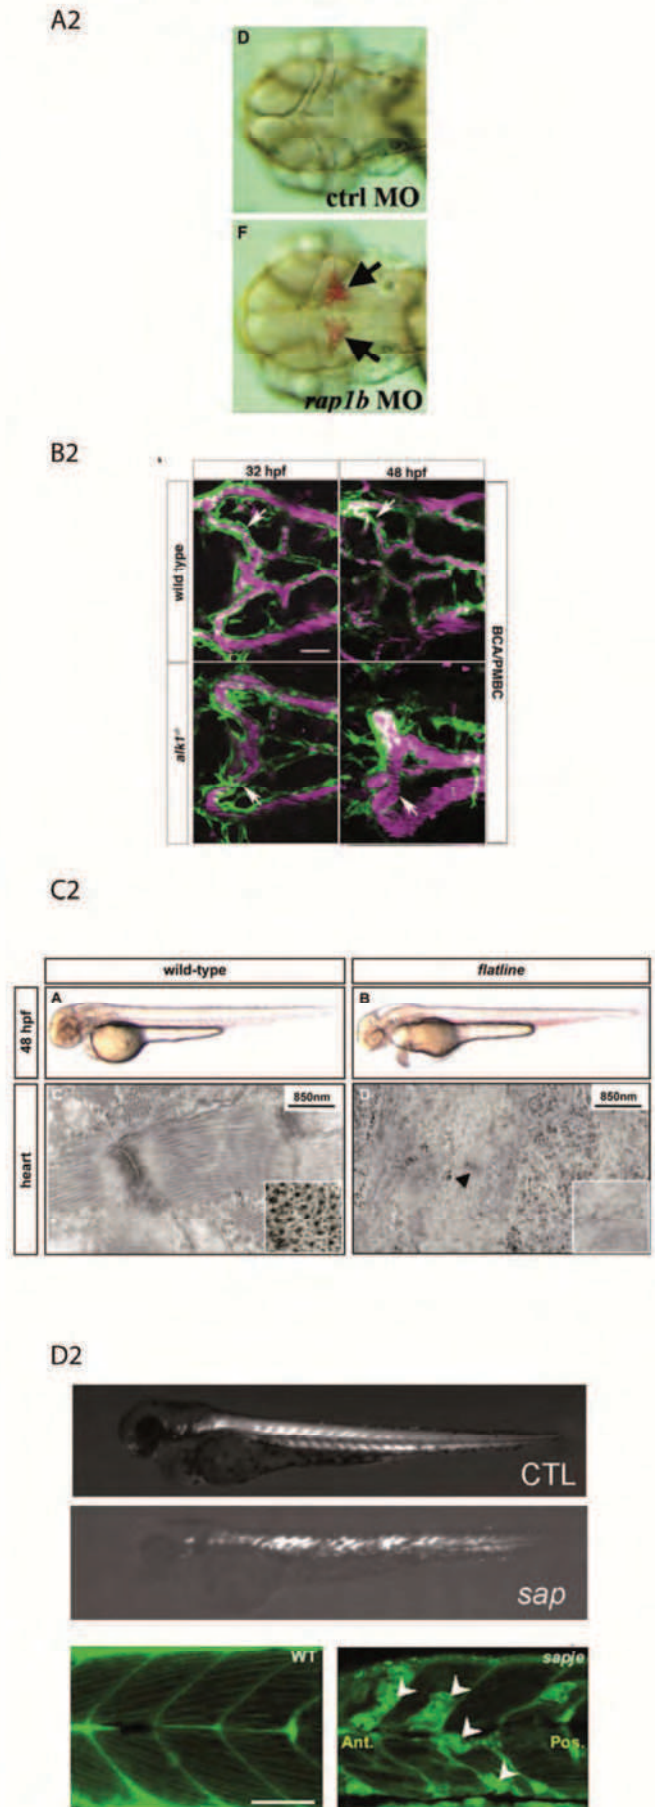 A2
D
ctrl MO
F
rap1b MO
B2
32 hpf
48 hpf
wild type
alk1-/-
BCA/PMBC
C2
wild-type
flatline
48 hpf
A
B
heart
C
850nm
D
850nm
D2
CTL
sap
WT
sapje
Ant.
Pos.